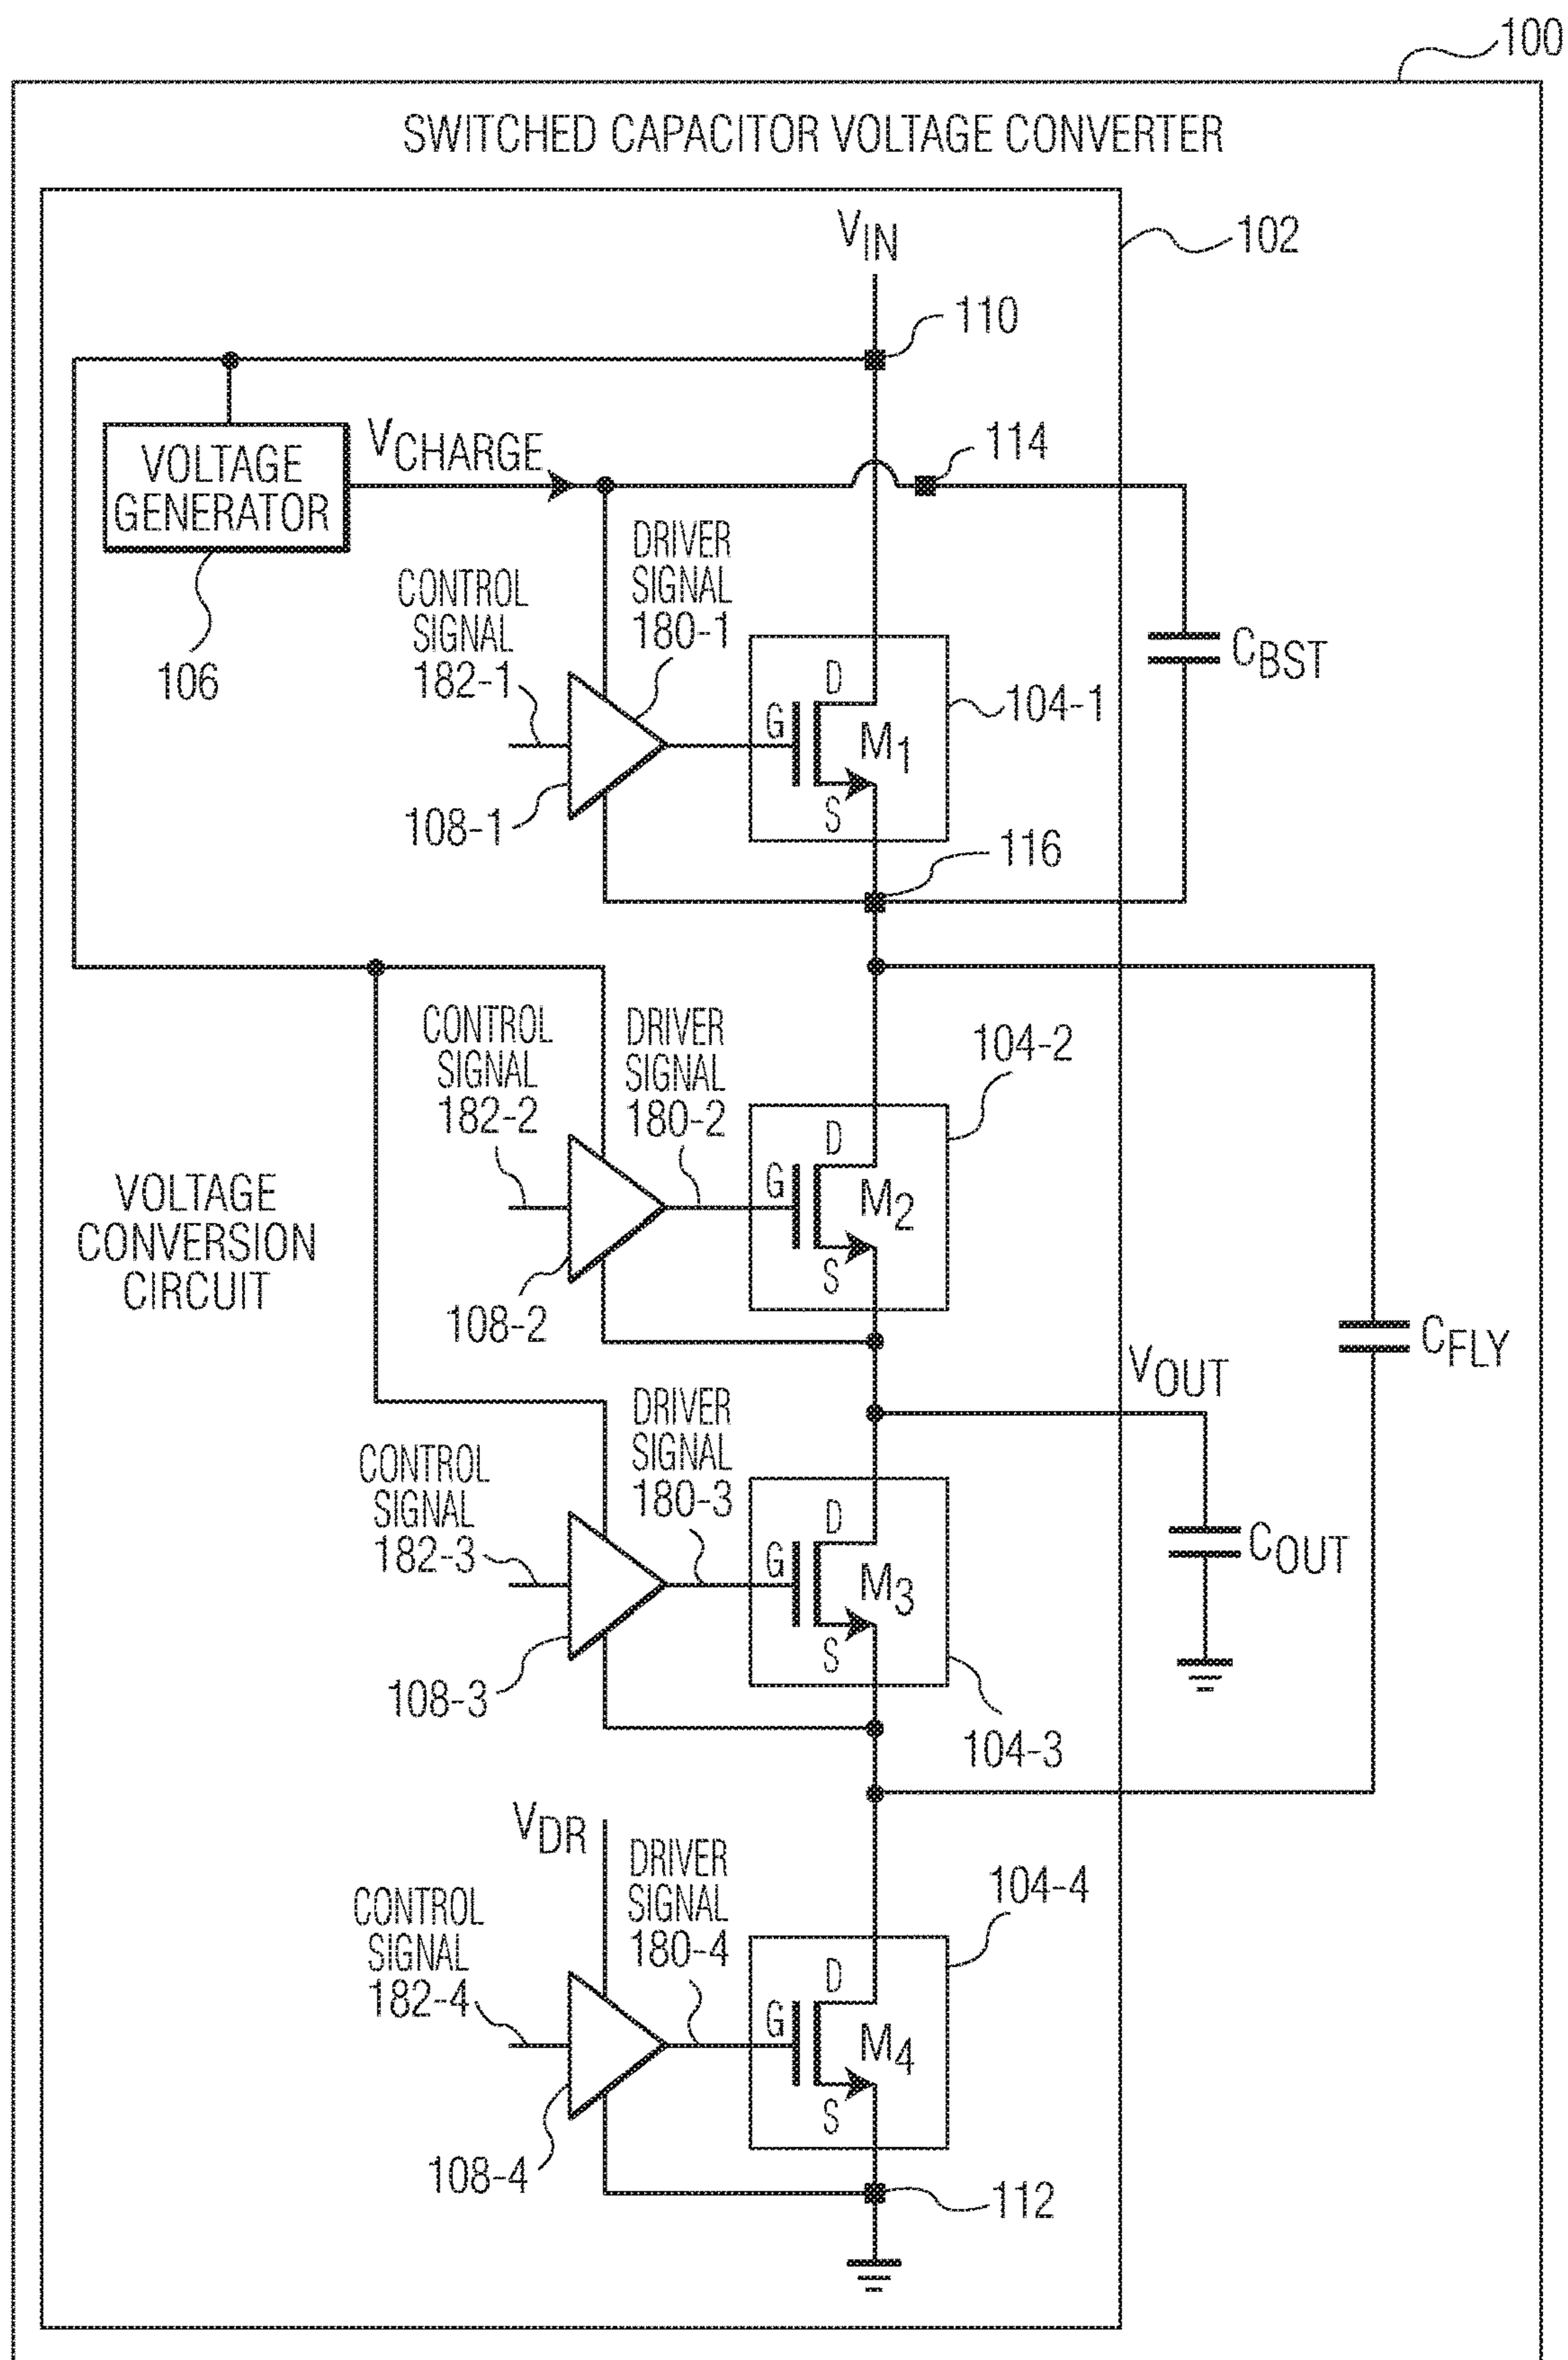 100
SWITCHED CAPACITOR VOLTAGE CONVERTER
VIN
102
110
VOLTAGE
GENERATOR
VCHARGE
114
106
CONTROL
SIGNAL
182-1
DRIVER
SIGNAL
180-1
CBST
D
G
M1
S
104-1
108-1
116
CONTROL
SIGNAL
182-2
DRIVER
SIGNAL
180-2
104-2
D
G
M2
S
108-2
VOLTAGE
CONVERSION
CIRCUIT
CFLY
VOUT
CONTROL
SIGNAL
182-3
DRIVER
SIGNAL
180-3
D
G
M3
S
COUT
108-3
104-3
VDR
CONTROL
SIGNAL
182-4
DRIVER
SIGNAL
180-4
104-4
D
G
M4
S
108-4
112